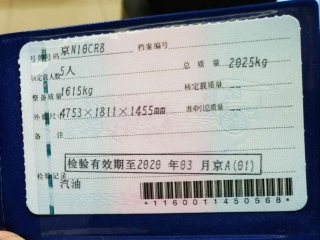 号牌号码 京N10CR8 档案编号
核定载人数 5人 总质量 2025kg
整备质量 1615kg 核定载质量
外廓尺寸 4753×1811×1455mm 准牵引总质量
备注
检验有效期至2020年03月京A(01)
检验记录
汽油
*1160011450568*